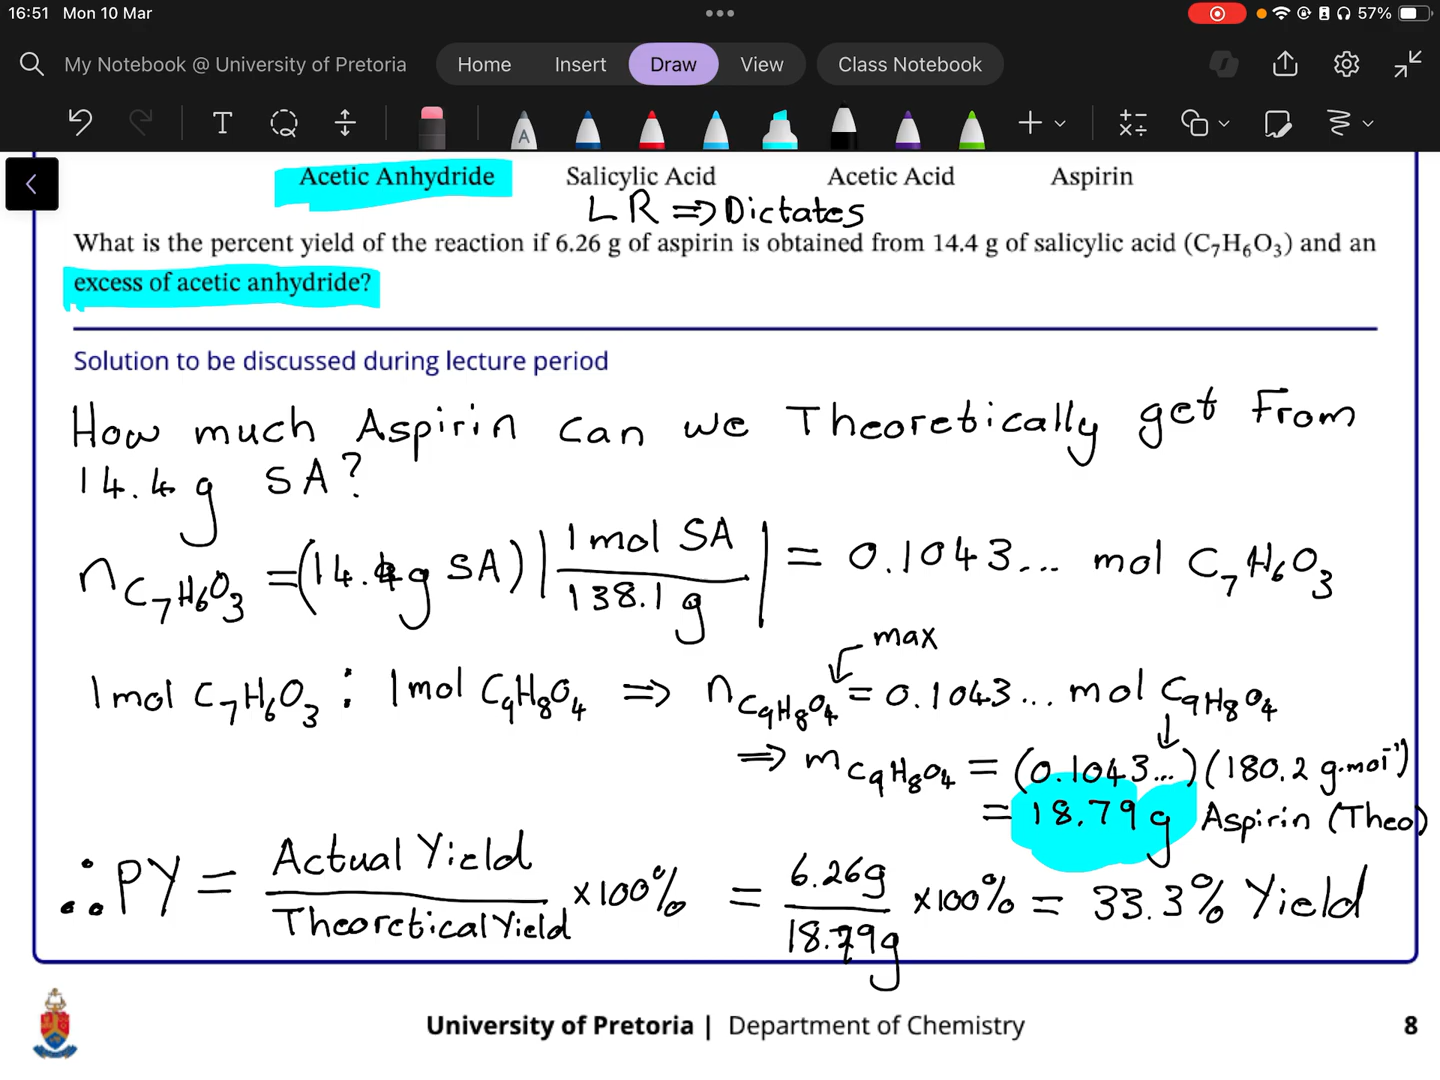 16:51 Mon 10 Mar 57%
My Notebook @ University of Pretoria Home Insert Draw View Class Notebook
T A
Acetic Anhydride Salicylic Acid Acetic Acid Aspirin
LR ⇒ Dictates
What is the percent yield of the reaction if 6.26 g of aspirin is obtained from 14.4 g of salicylic acid (C₇H₆O₃) and an
excess of acetic anhydride?
Solution to be discussed during lecture period
How much Aspirin can we Theoretically get From
14.4g SA?
n C₇H₆O₃ = (14.4g SA) | 1 mol SA / 138.1 g | = 0.1043... mol C₇H₆O₃
max
1 mol C₇H₆O₃ : 1 mol C₉H₈O₄ ⇒ n C₉H₈O₄ = 0.1043... mol C₉H₈O₄
⇒ m C₉H₈O₄ = (0.1043...)(180.2 g·mol⁻¹)
= 18.79 g Aspirin (Theo)
∴ PY = Actual Yield / Theoretical Yield ×100% = 6.26g / 18.79g ×100% = 33.3% Yield
University of Pretoria | Department of Chemistry 8